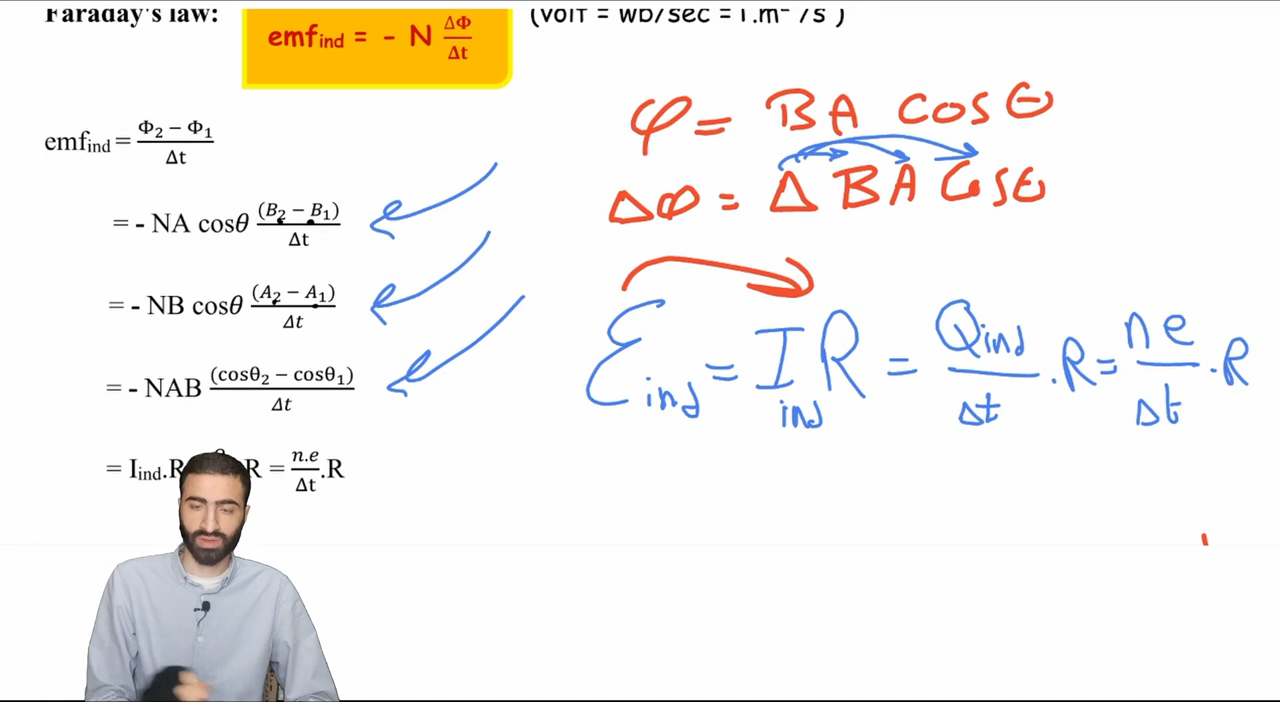 Faraday's law:
emf_ind = - N ΔΦ/Δt
(volt = wb/sec = T.m² /s )
emf_ind = (Φ₂ − Φ₁)/Δt
= - NA cosθ (B₂ − B₁)/Δt
= - NB cosθ (A₂ − A₁)/Δt
= - NAB (cosθ₂ − cosθ₁)/Δt
= I_ind.R
R = n.e/Δt .R
φ = BA cosθ
Δφ = Δ BA cosθ
Ɛ_ind = I_ind R = Q_ind/Δt .R = ne/Δt .R